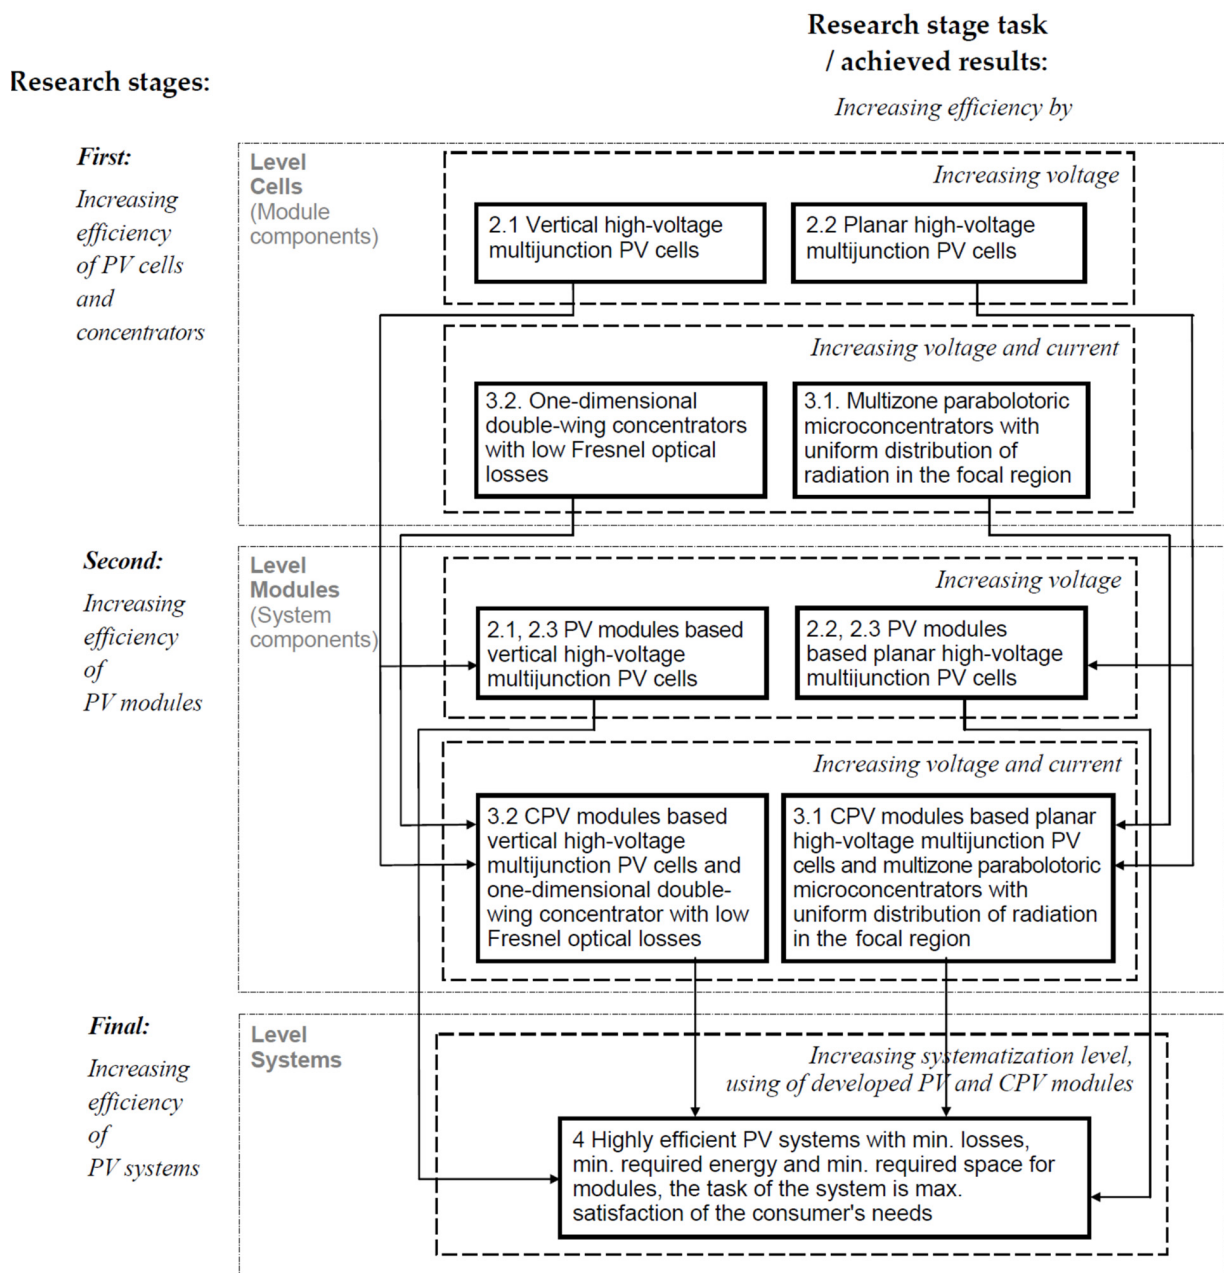 Research stage task
/ achieved results:
Research stages:
Increasing efficiency by
First:
Increasing
efficiency
of PV cells
and
concentrators
Level
Cells
(Module
components)
Increasing voltage
2.1 Vertical high-voltage
multijunction PV cells
2.2 Planar high-voltage
multijunction PV cells
Increasing voltage and current
3.2. One-dimensional
double-wing concentrators
with low Fresnel optical
losses
3.1. Multizone parabolotoric
microconcentrators with
uniform distribution of
radiation in the focal region
Second:
Increasing
efficiency
of
PV modules
Level
Modules
(System
components)
Increasing voltage
2.1, 2.3 PV modules based
vertical high-voltage
multijunction PV cells
2.2, 2.3 PV modules
based planar high-voltage
multijunction PV cells
Increasing voltage and current
3.2 CPV modules based
vertical high-voltage
multijunction PV cells and
one-dimensional double-
wing concentrator with low
Fresnel optical losses
3.1 CPV modules based planar
high-voltage multijunction PV
cells and multizone parabolotoric
microconcentrators with
uniform distribution of radiation
in the focal region
Final:
Increasing
efficiency
of
PV systems
Level
Systems
Increasing systematization level,
using of developed PV and CPV modules
4 Highly efficient PV systems with min. losses,
min. required energy and min. required space for
modules, the task of the system is max.
satisfaction of the consumer's needs